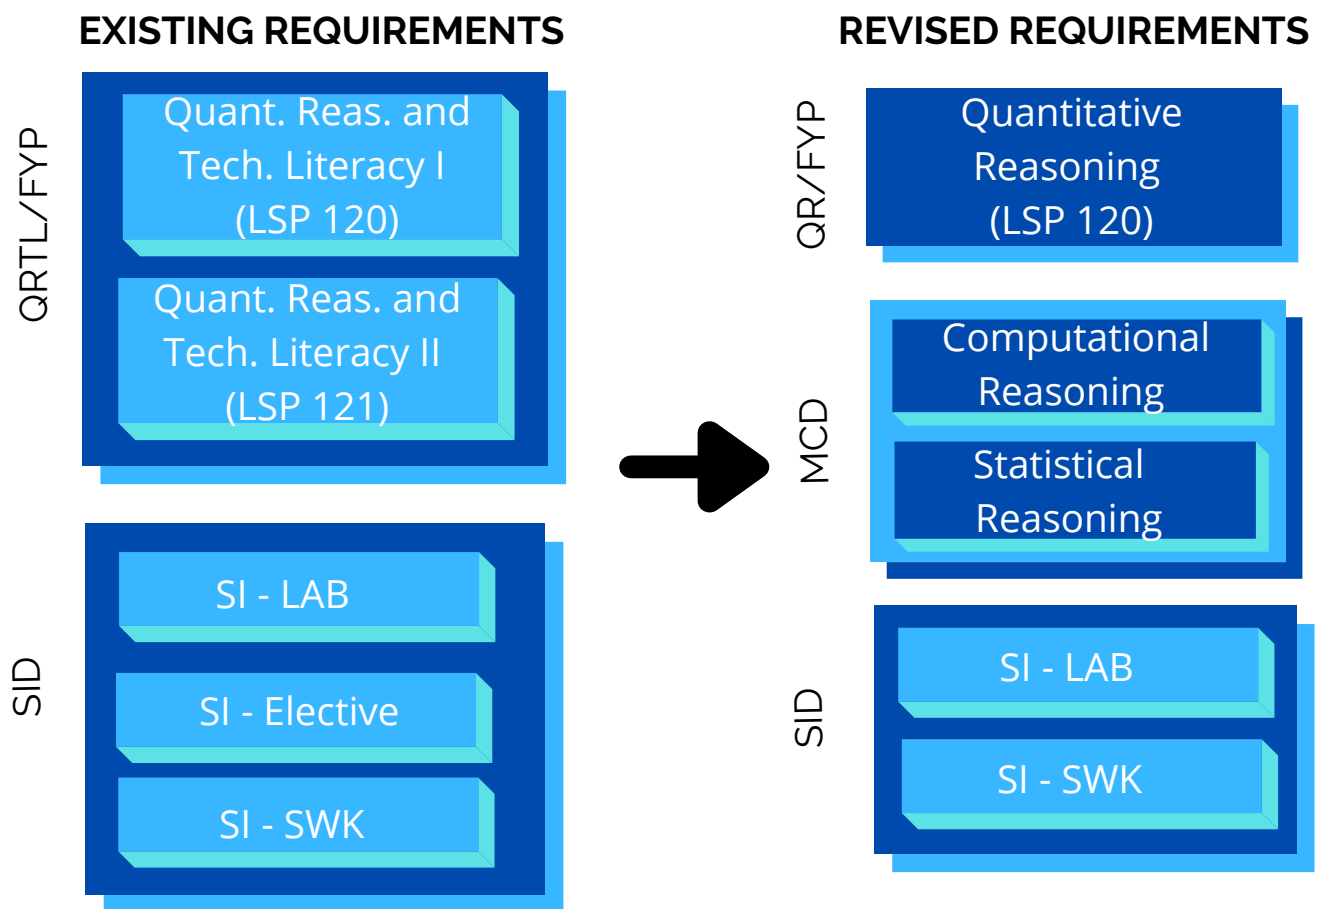 EXISTING REQUIREMENTS
QRTL/FYP
Quant. Reas. and
Tech. Literacy I
(LSP 120)
Quant. Reas. and
Tech. Literacy II
(LSP 121)
SID
SI - LAB
SI - Elective
SI - SWK
REVISED REQUIREMENTS
QR/FYP
Quantitative
Reasoning
(LSP 120)
MCD
Computational
Reasoning
Statistical
Reasoning
SID
SI - LAB
SI - SWK